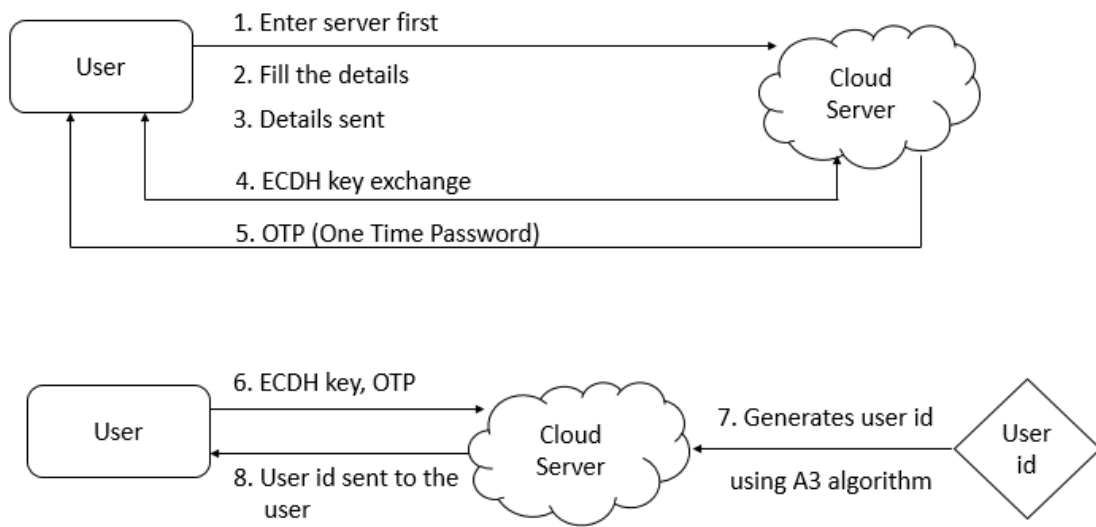 1. Enter server first
User
2. Fill the details
Cloud
Server
3. Details sent
4. ECDH key exchange
5. OTP (One Time Password)
6. ECDH key, OTP
User
Cloud
Server
7. Generates user id
using A3 algorithm
User
id
8. User id sent to the
user